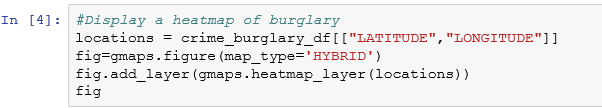 In [4]: #Display a heatmap of burglary
locations = crime_burglary_df[["LATITUDE","LONGITUDE"]]
fig=gmaps.figure(map_type='HYBRID')
fig.add_layer(gmaps.heatmap_layer(locations))
fig